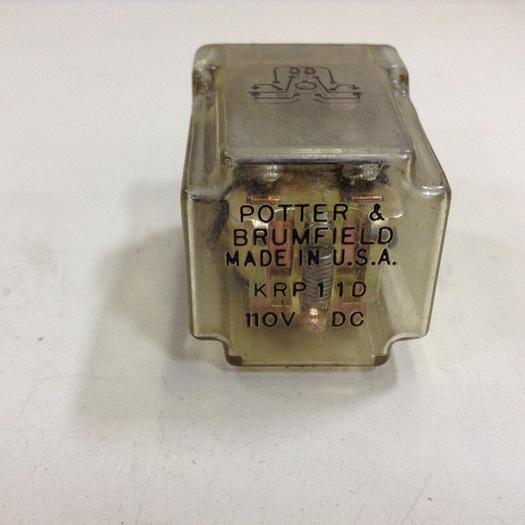 POTTER &
BRUMFIELD
MADE IN U.S.A.
KRP11D
110V DC